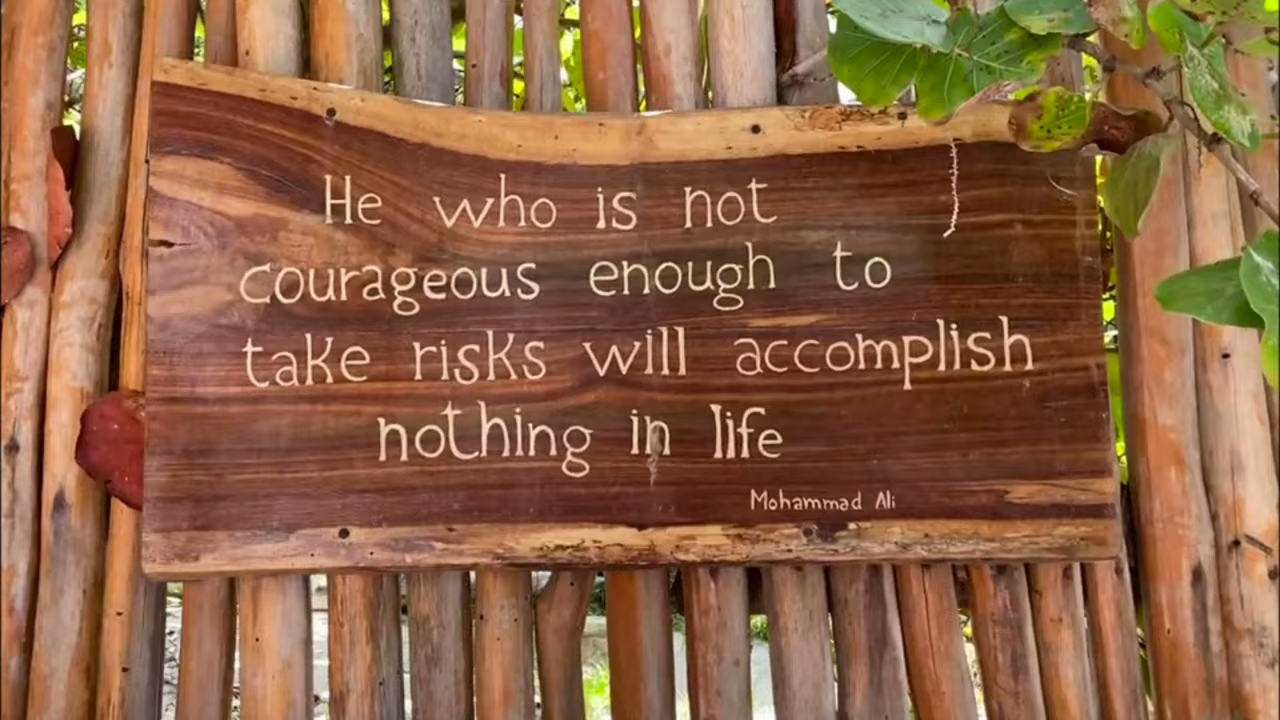 He who is not
courageous enough to
take risks will accomplish
nothing in life
Mohammad Ali